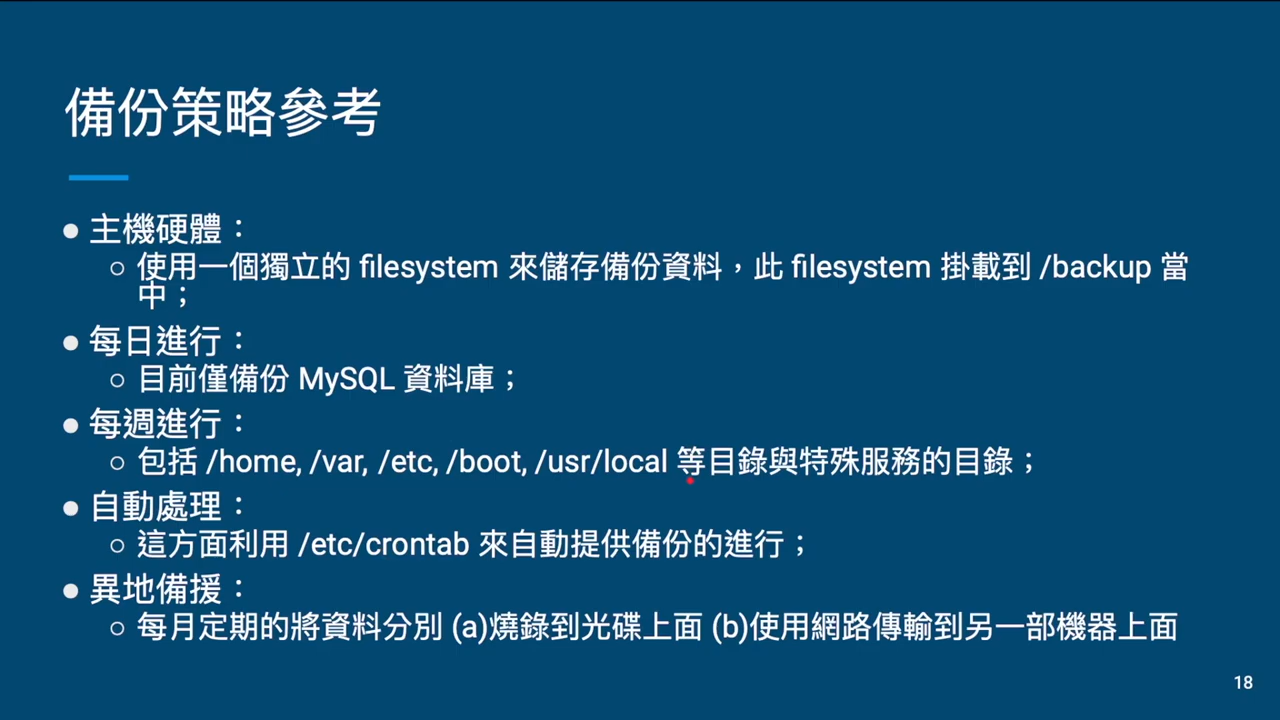 備份策略參考
● 主機硬體：
○ 使用一個獨立的 filesystem 來儲存備份資料，此 filesystem 掛載到 /backup 當
中；
● 每日進行：
○ 目前僅備份 MySQL 資料庫；
● 每週進行：
○ 包括 /home, /var, /etc, /boot, /usr/local 等目錄與特殊服務的目錄；
● 自動處理：
○ 這方面利用 /etc/crontab 來自動提供備份的進行；
● 異地備援：
○ 每月定期的將資料分別 (a)燒錄到光碟上面 (b)使用網路傳輸到另一部機器上面
18